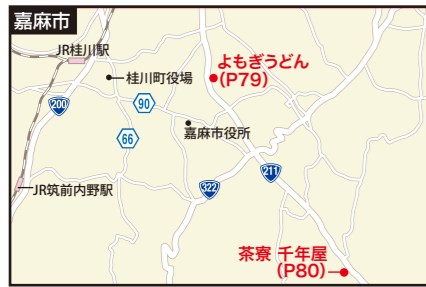 嘉麻市
JR桂川駅
よもぎうどん
(P79)
桂川町役場
200
90
嘉麻市役所
66
211
JR筑前内野駅
322
茶寮 千年屋
(P80)